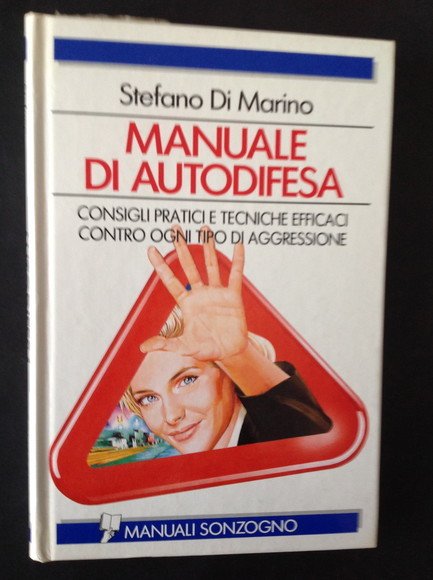 Stefano Di Marino
MANUALE
DI AUTODIFESA
CONSIGLI PRATICI E TECNICHE EFFICACI
CONTRO OGNI TIPO DI AGGRESSIONE
MANUALI SONZOGNO